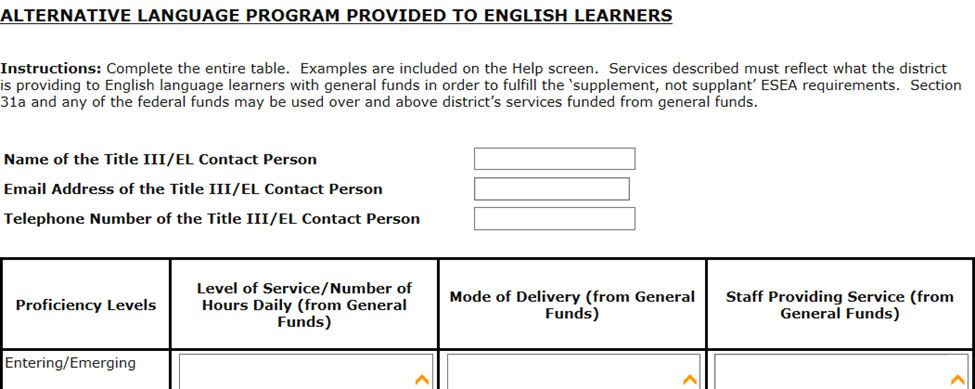 ALTERNATIVE LANGUAGE PROGRAM PROVIDED TO ENGLISH LEARNERS
Instructions: Complete the entire table. Examples are included on the Help screen. Services described must reflect what the district
is providing to English language learners with general funds in order to fulfill the ‘supplement, not supplant’ ESEA requirements. Section
31a and any of the federal funds may be used over and above district’s services funded from general funds.
Name of the Title III/EL Contact Person
Email Address of the Title III/EL Contact Person
Telephone Number of the Title III/EL Contact Person
Proficiency Levels
Level of Service/Number of
Hours Daily (from General
Funds)
Mode of Delivery (from General
Funds)
Staff Providing Service (from
General Funds)
Entering/Emerging